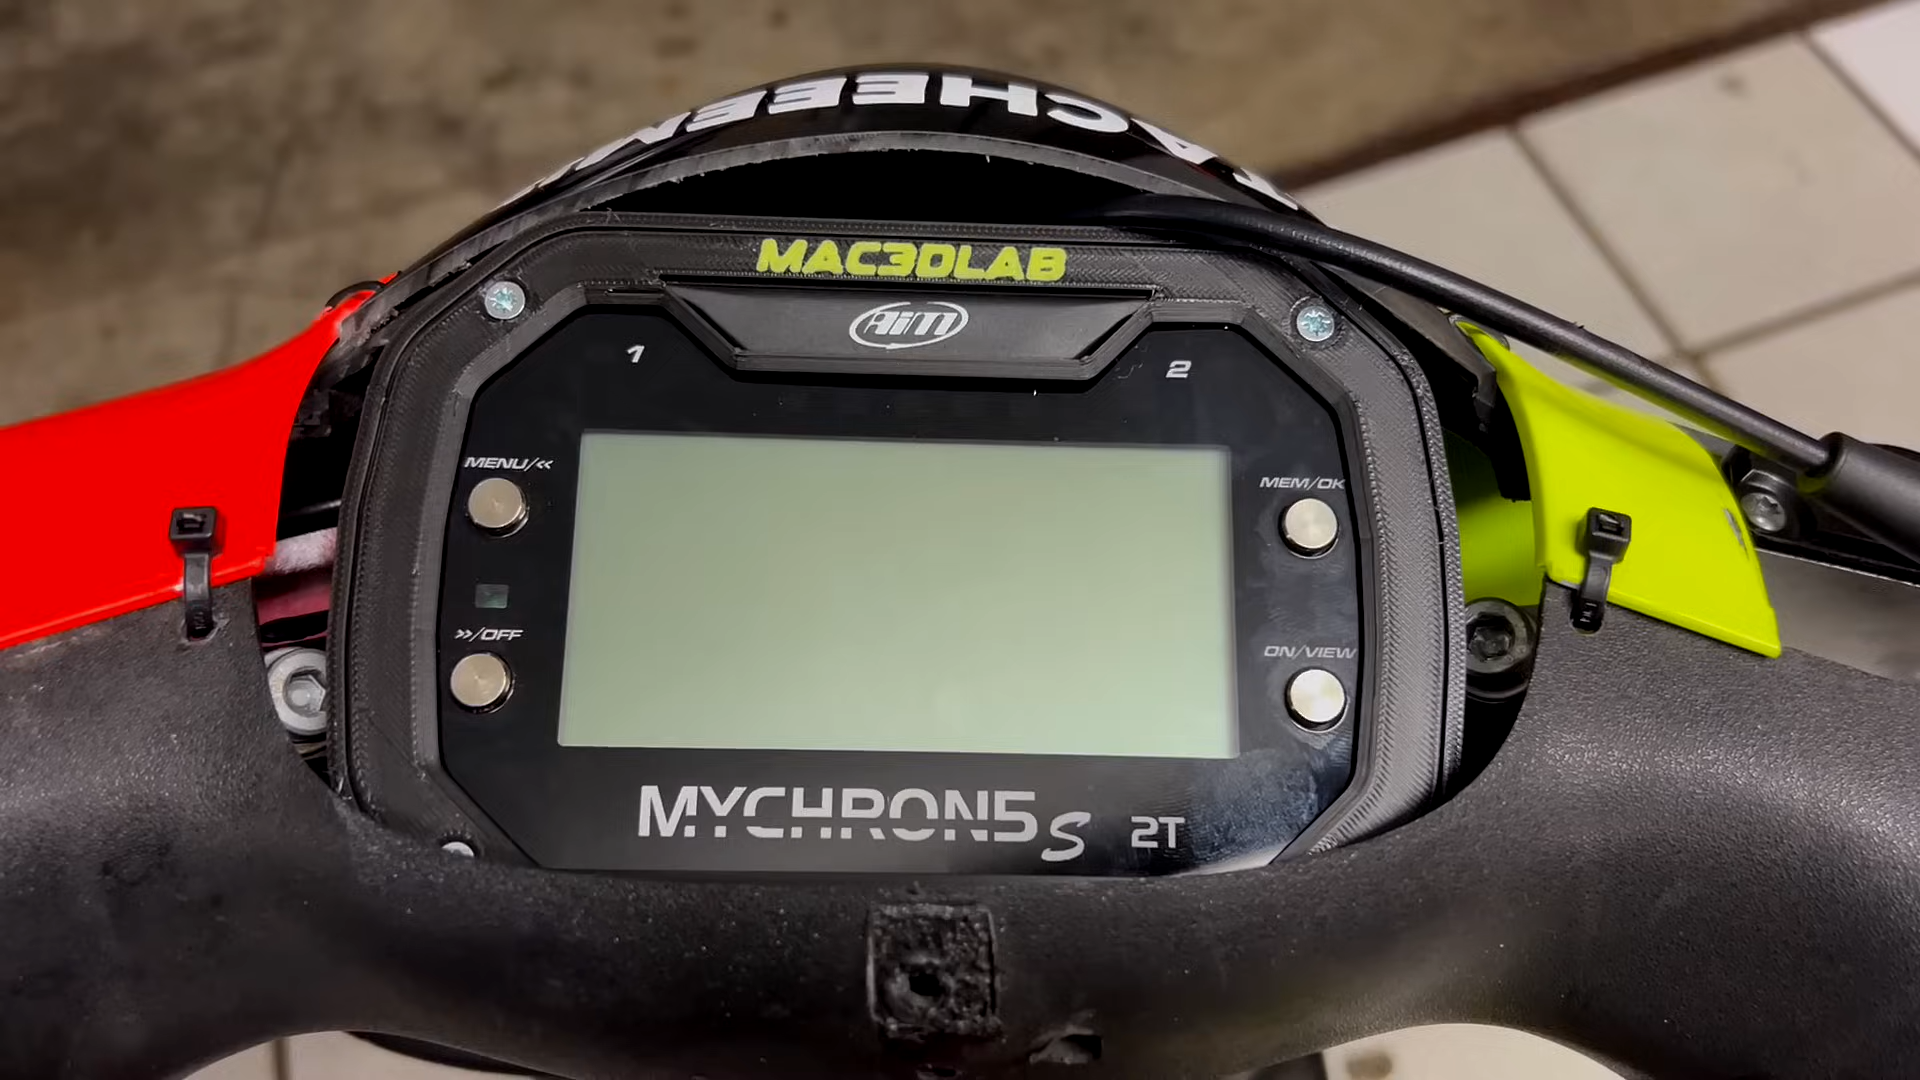 MAC3DLAB
AiM
1
2
MENU/<<
MEM/OK
>>/OFF
ON/VIEW
MYCHRON5 S 2T